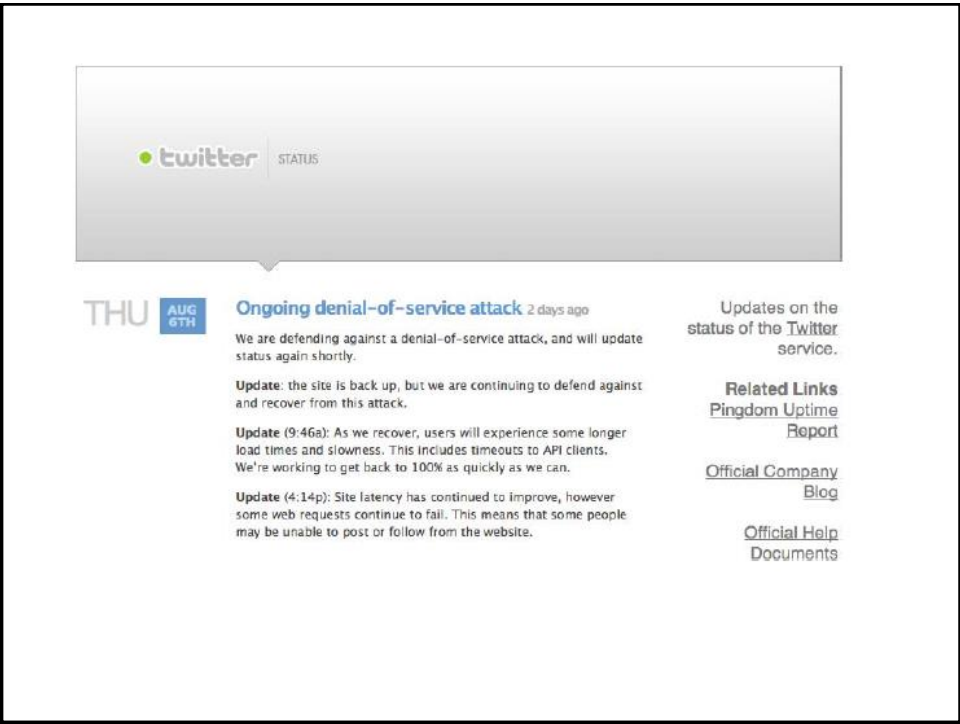 twitter STATUS
THU AUG
6TH
Ongoing denial-of-service attack 2 days ago
We are defending against a denial-of-service attack, and will update
status again shortly.
Update: the site is back up, but we are continuing to defend against
and recover from this attack.
Update (9:46a): As we recover, users will experience some longer
load times and slowness. This includes timeouts to API clients.
We're working to get back to 100% as quickly as we can.
Update (4:14p): Site latency has continued to improve, however
some web requests continue to fail. This means that some people
may be unable to post or follow from the website.
Updates on the
status of the Twitter
service.
Related Links
Pingdom Uptime
Report
Official Company
Blog
Official Help
Documents